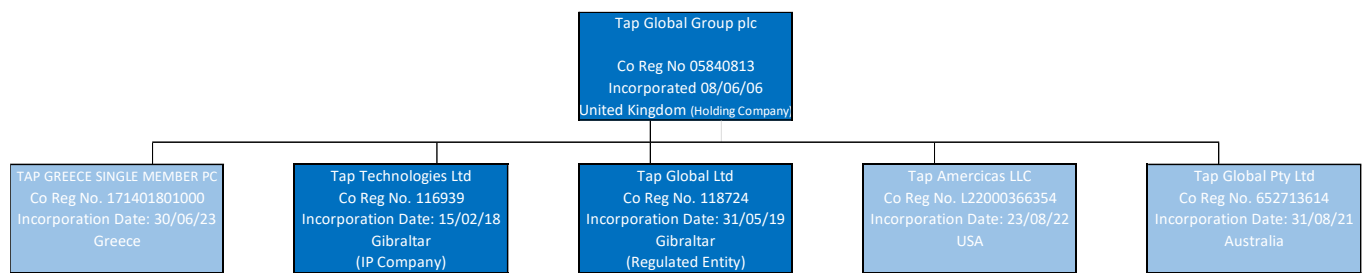 Tap Global Group plc
Co Reg No 05840813
Incorporated 08/06/06
United Kingdom (Holding Company)
TAP GREECE SINGLE MEMBER PC
Co Reg No. 171401801000
Incorporation Date: 30/06/23
Greece
Tap Technologies Ltd
Co Reg No. 116939
Incorporation Date: 15/02/18
Gibraltar
(IP Company)
Tap Global Ltd
Co Reg No. 118724
Incorporation Date: 31/05/19
Gibraltar
(Regulated Entity)
Tap Amercicas LLC
Co Reg No. L22000366354
Incorporation Date: 23/08/22
USA
Tap Global Pty Ltd
Co Reg No. 652713614
Incorporation Date: 31/08/21
Australia